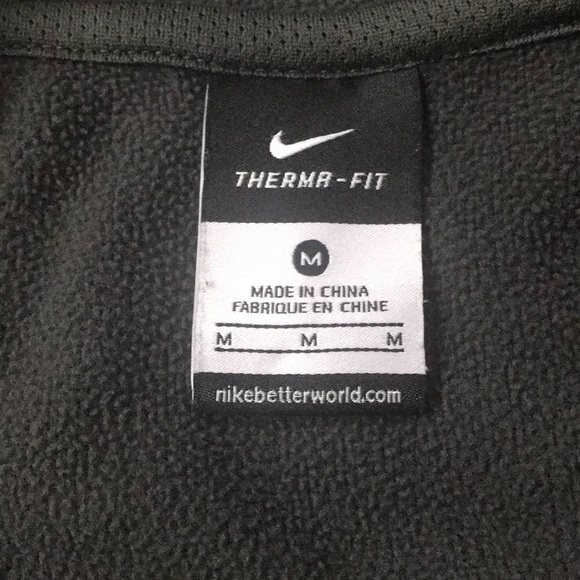 THERMA-FIT
M
MADE IN CHINA
FABRIQUE EN CHINE
M M M
nikebetterworld.com